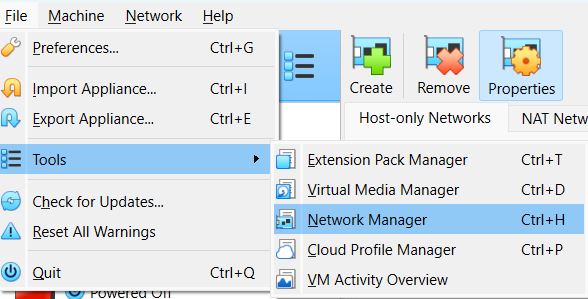 File Machine Network Help
Preferences... Ctrl+G
Import Appliance... Ctrl+I
Export Appliance... Ctrl+E
Tools
Check for Updates...
Reset All Warnings
Quit Ctrl+Q
Create Remove Properties
Host-only Networks NAT Netw
Extension Pack Manager Ctrl+T
Virtual Media Manager Ctrl+D
Network Manager Ctrl+H
Cloud Profile Manager Ctrl+P
VM Activity Overview
Powered Off